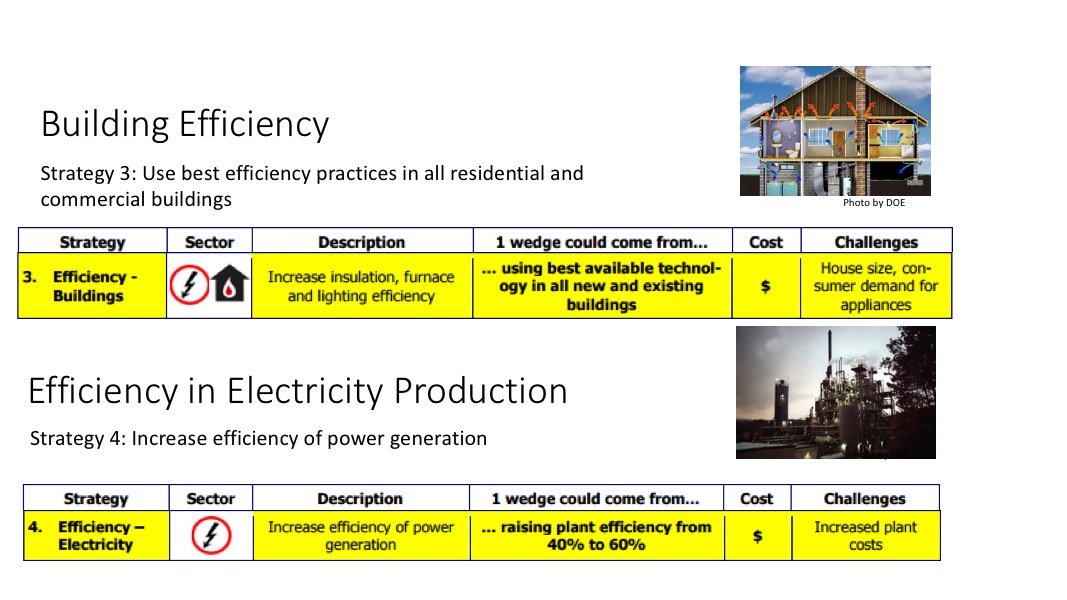 Building Efficiency
Strategy 3: Use best efficiency practices in all residential and
commercial buildings
Photo by DOE
Strategy Sector Description 1 wedge could come from... Cost Challenges
3. Efficiency - Buildings Increase insulation, furnace and lighting efficiency ... using best available technol-ogy in all new and existing buildings $ House size, con-sumer demand for appliances
Efficiency in Electricity Production
Strategy 4: Increase efficiency of power generation
Strategy Sector Description 1 wedge could come from... Cost Challenges
4. Efficiency – Electricity Increase efficiency of power generation ... raising plant efficiency from 40% to 60% $ Increased plant costs